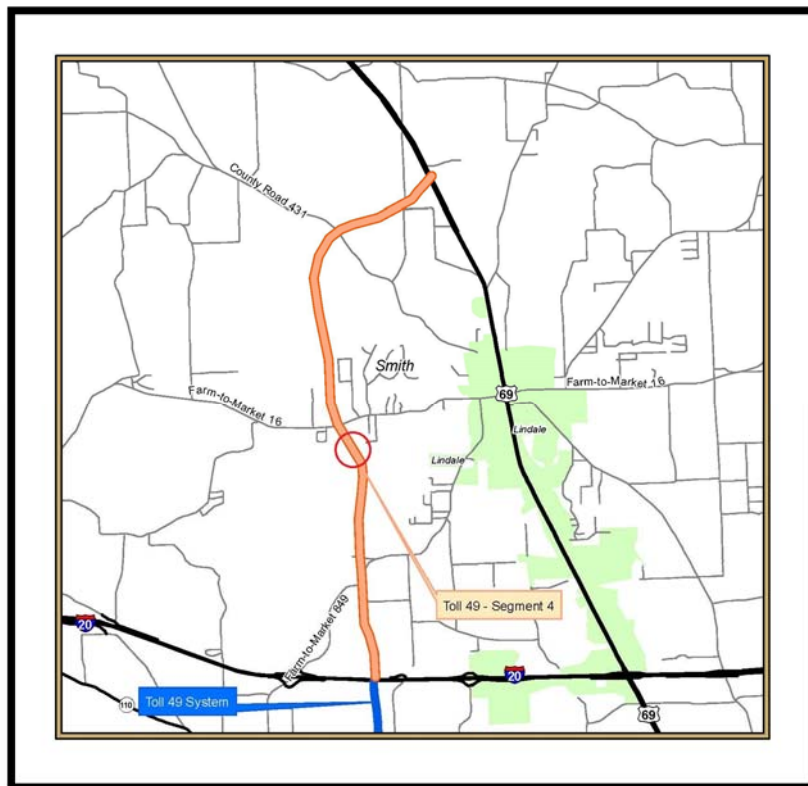 County Road 431
Smith
Farm-to-Market 16
69
Farm-to-Market 16
Lindale
Lindale
Toll 49 - Segment 4
Farm-to-Market 849
20
20
110
Toll 49 System
69